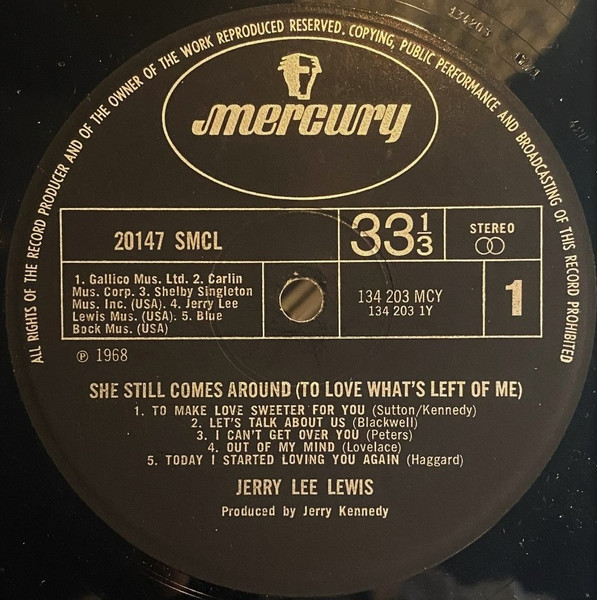 ALL RIGHTS OF THE RECORD PRODUCER AND OF THE OWNER OF THE WORK REPRODUCED RESERVED. COPYING, PUBLIC PERFORMANCE AND BROADCASTING OF THIS RECORD PROHIBITED
134203
mercury
20147 SMCL
33 1/3
STEREO
1. Gallico Mus. Ltd. 2. Carlin
Mus. Corp. 3. Shelby Singleton
Mus. Inc. (USA). 4. Jerry Lee
Lewis Mus. (USA). 5. Blue
Bock Mus. (USA)
134 203 MCY
134 203 1Y
1
℗ 1968
SHE STILL COMES AROUND (TO LOVE WHAT'S LEFT OF ME)
1. TO MAKE LOVE SWEETER FOR YOU (Sutton/Kennedy)
2. LET'S TALK ABOUT US (Blackwell)
3. I CAN'T GET OVER YOU (Peters)
4. OUT OF MY MIND (Lovelace)
5. TODAY I STARTED LOVING YOU AGAIN (Haggard)
JERRY LEE LEWIS
Produced by Jerry Kennedy